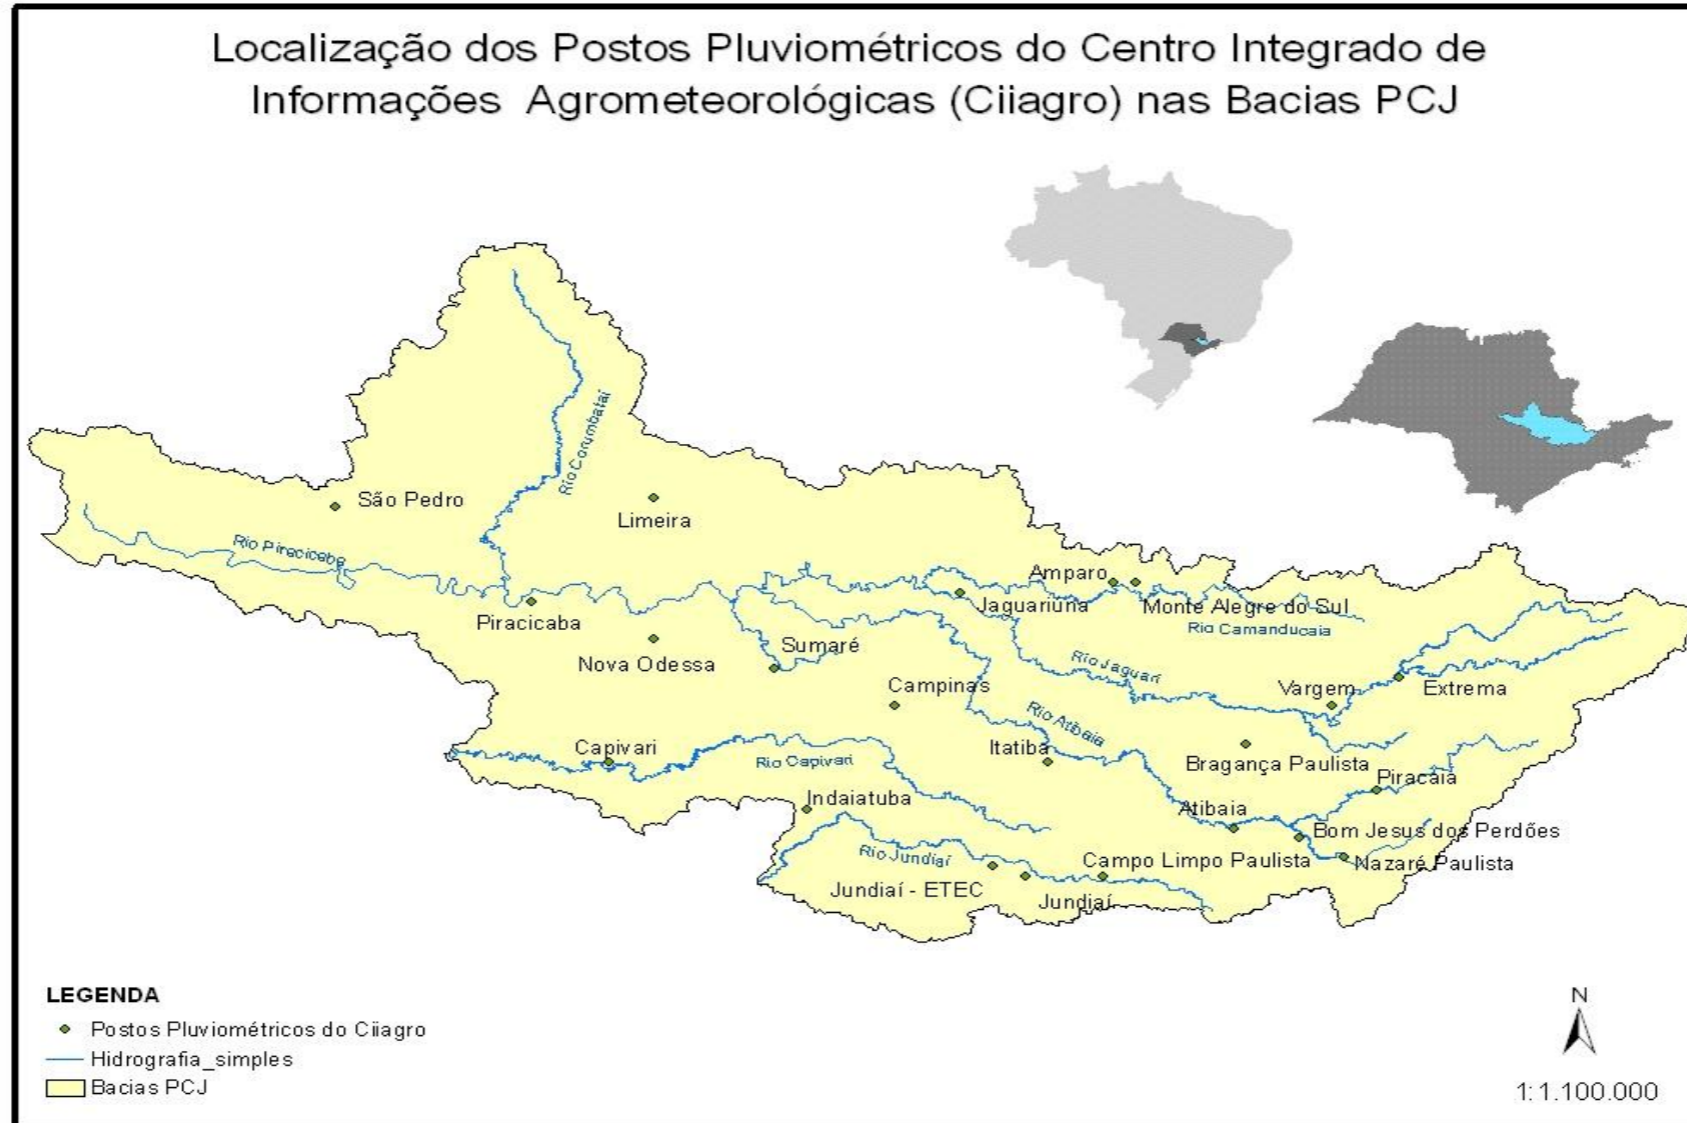 Localização dos Postos Pluviométricos do Centro Integrado de
Informações Agrometeorológicas (Ciiagro) nas Bacias PCJ
Rio Corumbataí
São Pedro
Limeira
Rio Piracicaba
Piracicaba
Amparo
Jaguariúna
Monte Alegre do Sul
Rio Camanducaia
Nova Odessa
Sumaré
Rio Jaguari
Campinas
Vargem
Extrema
Rio Atibaia
Capivari
Itatiba
Rio Capivari
Bragança Paulista
Piracaia
Indaiatuba
Atibaia
Bom Jesus dos Perdões
Rio Jundiaí
Campo Limpo Paulista
Nazaré Paulista
Jundiaí - ETEC
Jundiaí
LEGENDA
Postos Pluviométricos do Ciiagro
Hidrografia_simples
Bacias PCJ
N
1:1.100.000